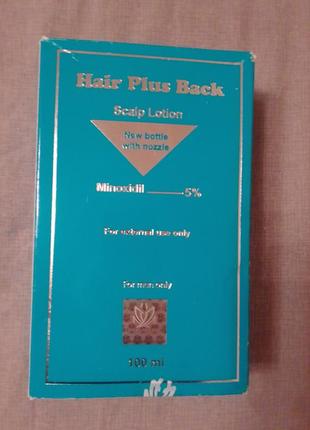 Hair Plus Back
Scalp Lotion
New bottle
with nozzle
Minoxidil ——— 5%
For external use only
For men only
100 ml